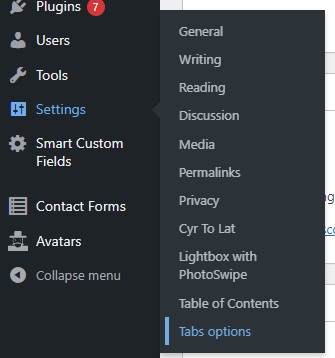 Plugins 7
Users
Tools
Settings
Smart Custom
Fields
Contact Forms
Avatars
Collapse menu
General
Writing
Reading
Discussion
Media
Permalinks
Privacy
Cyr To Lat
Lightbox with
PhotoSwipe
Table of Contents
Tabs options